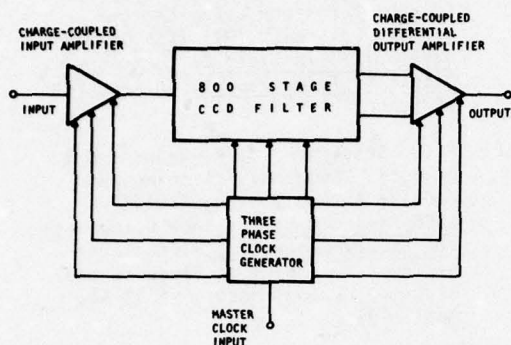 CHARGE-COUPLED
INPUT AMPLIFIER
CHARGE-COUPLED
DIFFERENTIAL
OUTPUT AMPLIFIER
800 STAGE
CCD FILTER
INPUT
OUTPUT
THREE
PHASE
CLOCK
GENERATOR
MASTER
CLOCK
INPUT